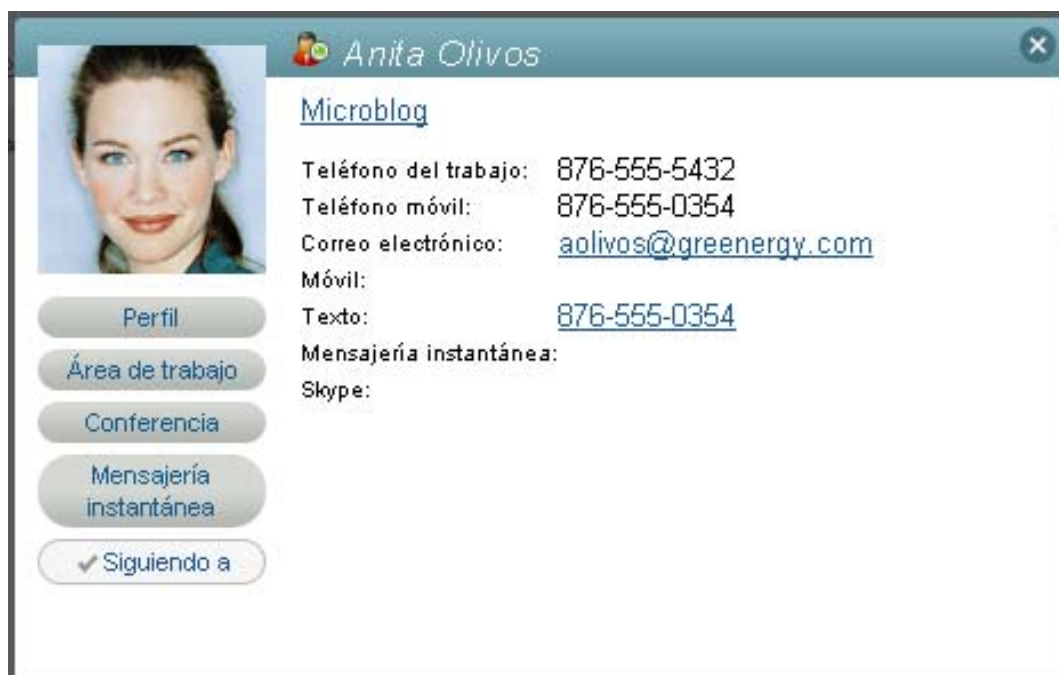 Anita Olivos
Microblog
Teléfono del trabajo: 876-555-5432
Teléfono móvil: 876-555-0354
Correo electrónico: aolivos@greenergy.com
Móvil:
Texto: 876-555-0354
Mensajería instantánea:
Skype:
Perfil
Área de trabajo
Conferencia
Mensajería
instantánea
Siguiendo a